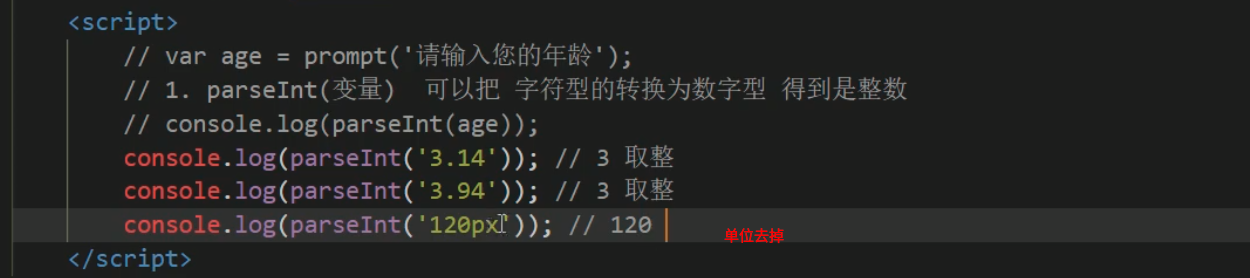 <script>
// var age = prompt('请输入您的年龄');
// 1. parseInt(变量)  可以把 字符型的转换为数字型 得到是整数
// console.log(parseInt(age));
console.log(parseInt('3.14')); // 3 取整
console.log(parseInt('3.94')); // 3 取整
console.log(parseInt('120px')); // 120
单位去掉
</script>